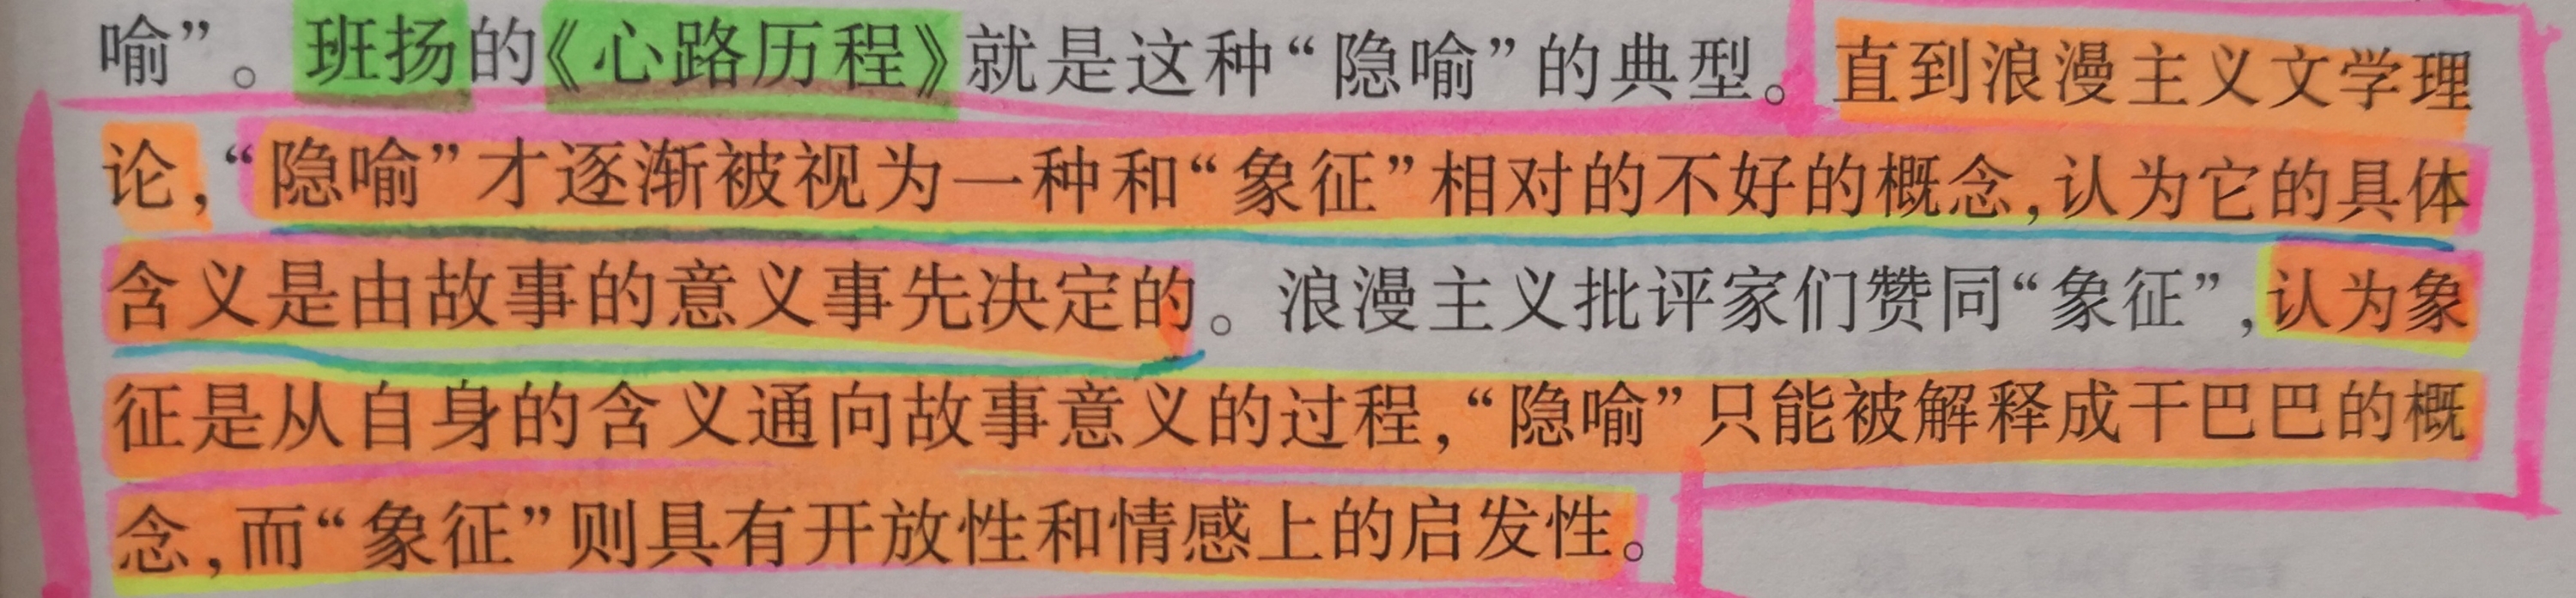 喻”。班扬的《心路历程》就是这种“隐喻”的典型。直到浪漫主义文学理
论，“隐喻”才逐渐被视为一种和“象征”相对的不好的概念，认为它的具体
含义是由故事的意义事先决定的。浪漫主义批评家们赞同“象征”，认为象
征是从自身的含义通向故事意义的过程，“隐喻”只能被解释成干巴巴的概
念，而“象征”则具有开放性和情感上的启发性。